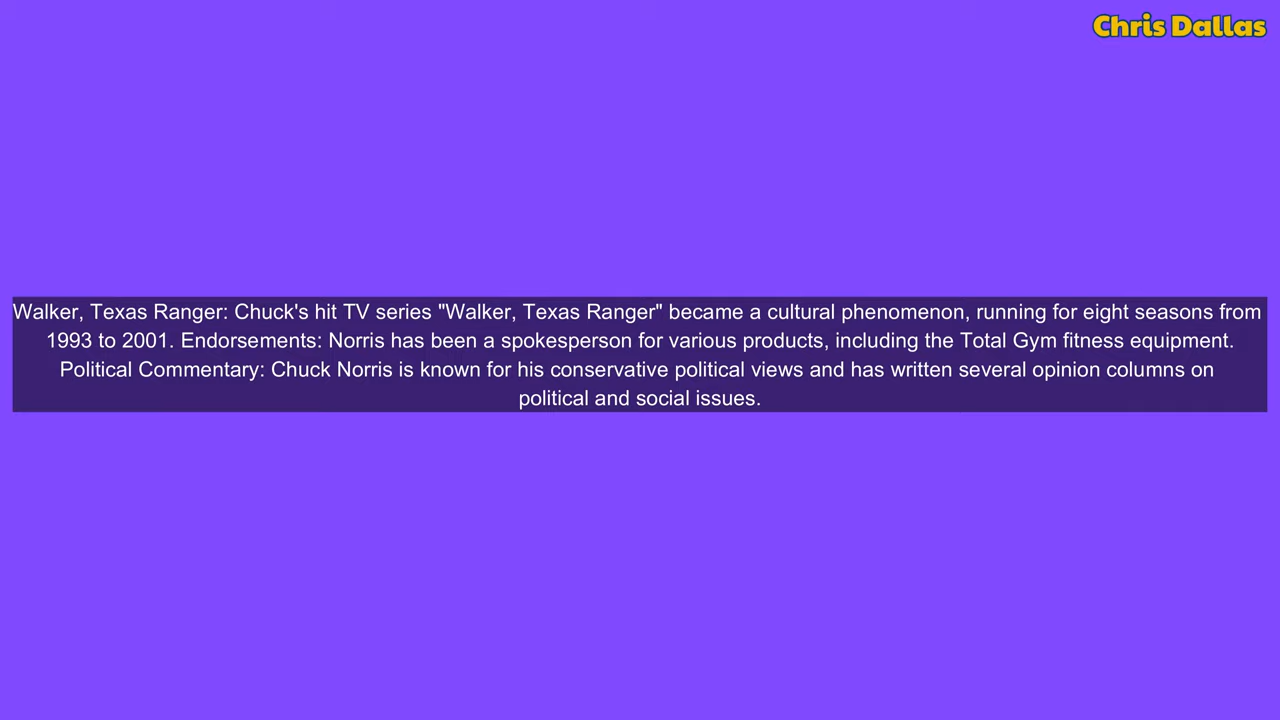 Chris Dallas
Walker, Texas Ranger: Chuck's hit TV series "Walker, Texas Ranger" became a cultural phenomenon, running for eight seasons from
1993 to 2001. Endorsements: Norris has been a spokesperson for various products, including the Total Gym fitness equipment.
Political Commentary: Chuck Norris is known for his conservative political views and has written several opinion columns on
political and social issues.